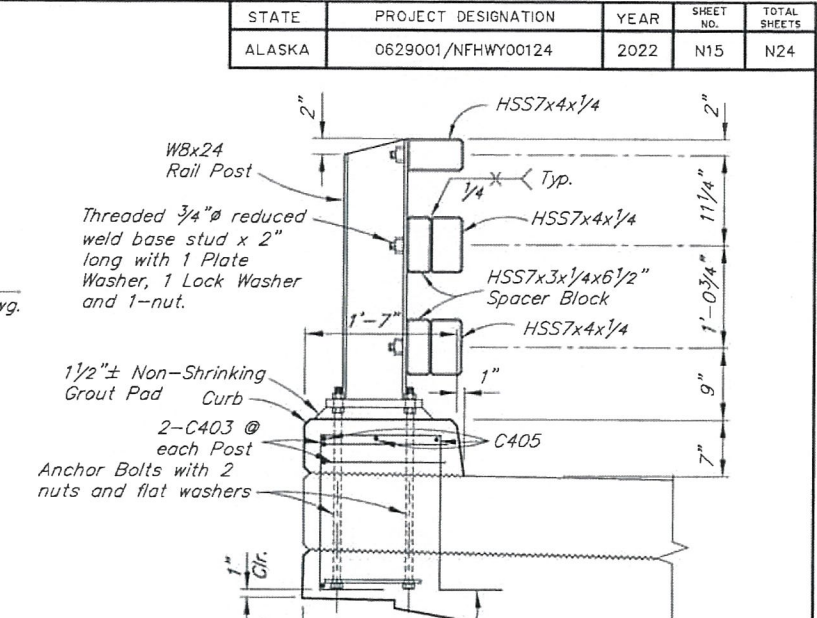 STATE
PROJECT DESIGNATION
YEAR
SHEET NO.
TOTAL SHEETS
ALASKA
0629001/NFHWY00124
2022
N15
N24
2"
HSS7x4x1/4
2"
W8x24
Rail Post
1/4
Typ.
11 1/4"
Threaded 3/4"ø reduced
weld base stud x 2"
long with 1 Plate
Washer, 1 Lock Washer
and 1-nut.
HSS7x4x1/4
HSS7x3x1/4x6 1/2"
Spacer Block
1'-0 3/4"
wg.
1'-7"
HSS7x4x1/4
1 1/2"± Non-Shrinking
Grout Pad
Curb
1"
9"
2-C403 @
each Post
C405
7"
Anchor Bolts with 2
nuts and flat washers
1"
Clr.